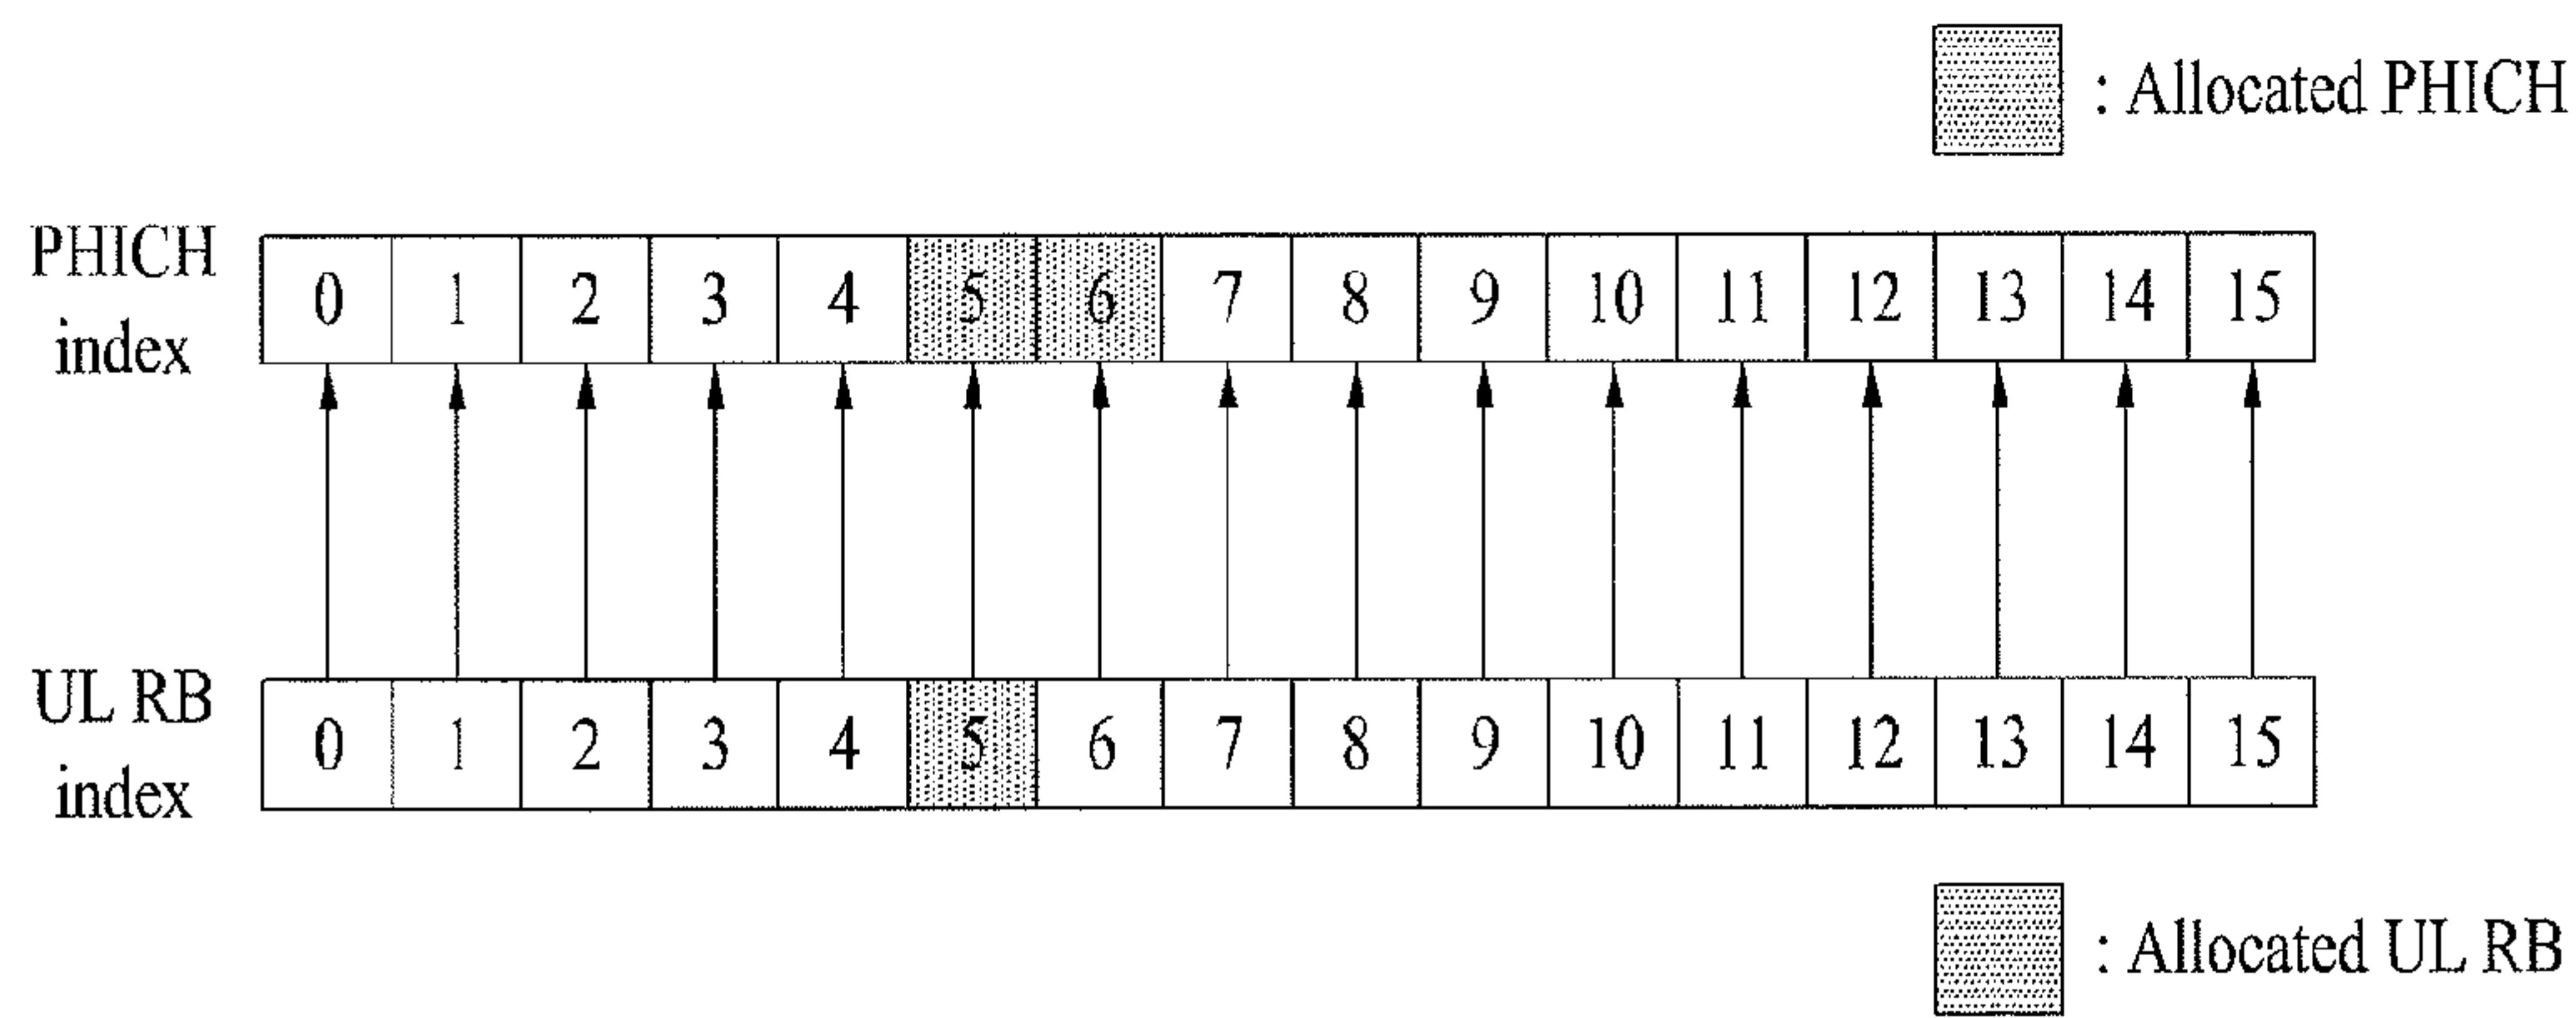 : Allocated PHICH
PHICH
index
0 1 2 3 4 5 6 7 8 9 10 11 12 13 14 15
UL RB
index
0 1 2 3 4 5 6 7 8 9 10 11 12 13 14 15
: Allocated UL RB